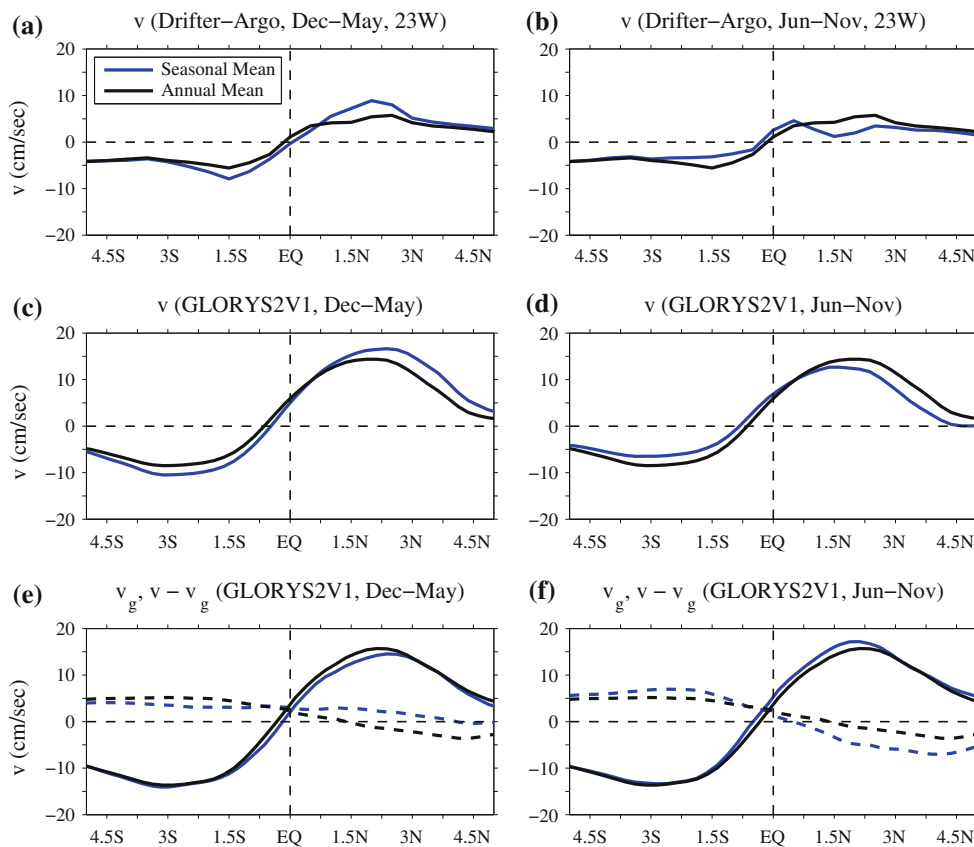 (a) v (Drifter−Argo, Dec−May, 23W)
(b) v (Drifter−Argo, Jun−Nov, 23W)
Seasonal Mean
Annual Mean
v (cm/sec)
20
10
0
−10
−20
4.5S 3S 1.5S EQ 1.5N 3N 4.5N
20
10
0
−10
−20
4.5S 3S 1.5S EQ 1.5N 3N 4.5N
(c) v (GLORYS2V1, Dec−May)
(d) v (GLORYS2V1, Jun−Nov)
v (cm/sec)
20
10
0
−10
−20
4.5S 3S 1.5S EQ 1.5N 3N 4.5N
20
10
0
−10
−20
4.5S 3S 1.5S EQ 1.5N 3N 4.5N
(e) v_g, v − v_g (GLORYS2V1, Dec−May)
(f) v_g, v − v_g (GLORYS2V1, Jun−Nov)
v (cm/sec)
20
10
0
−10
−20
4.5S 3S 1.5S EQ 1.5N 3N 4.5N
20
10
0
−10
−20
4.5S 3S 1.5S EQ 1.5N 3N 4.5N